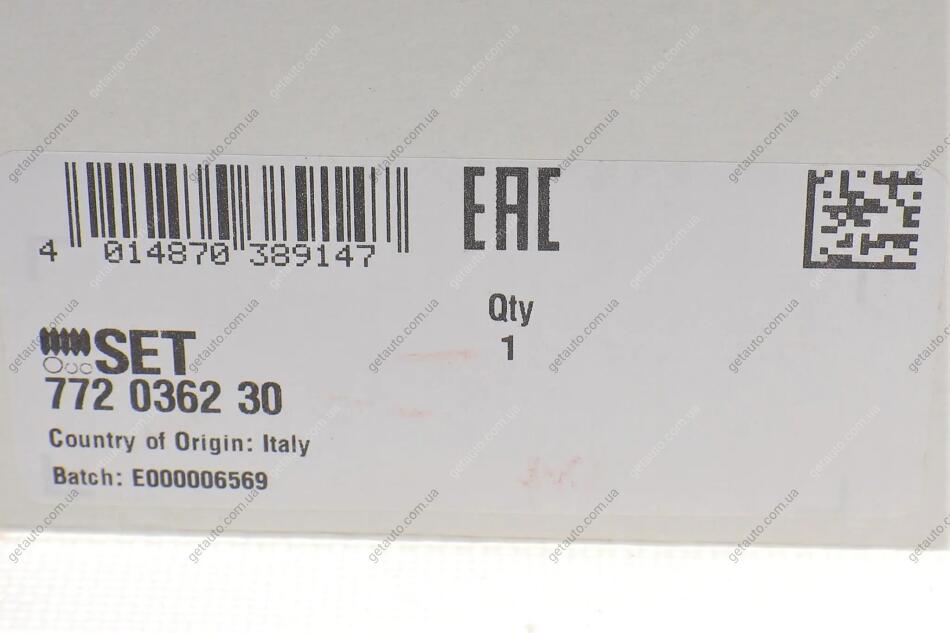 4 014870 389147
EAC
Qty
1
SET
772 0362 30
Country of Origin: Italy
Batch: E000006569
getauto.com.ua